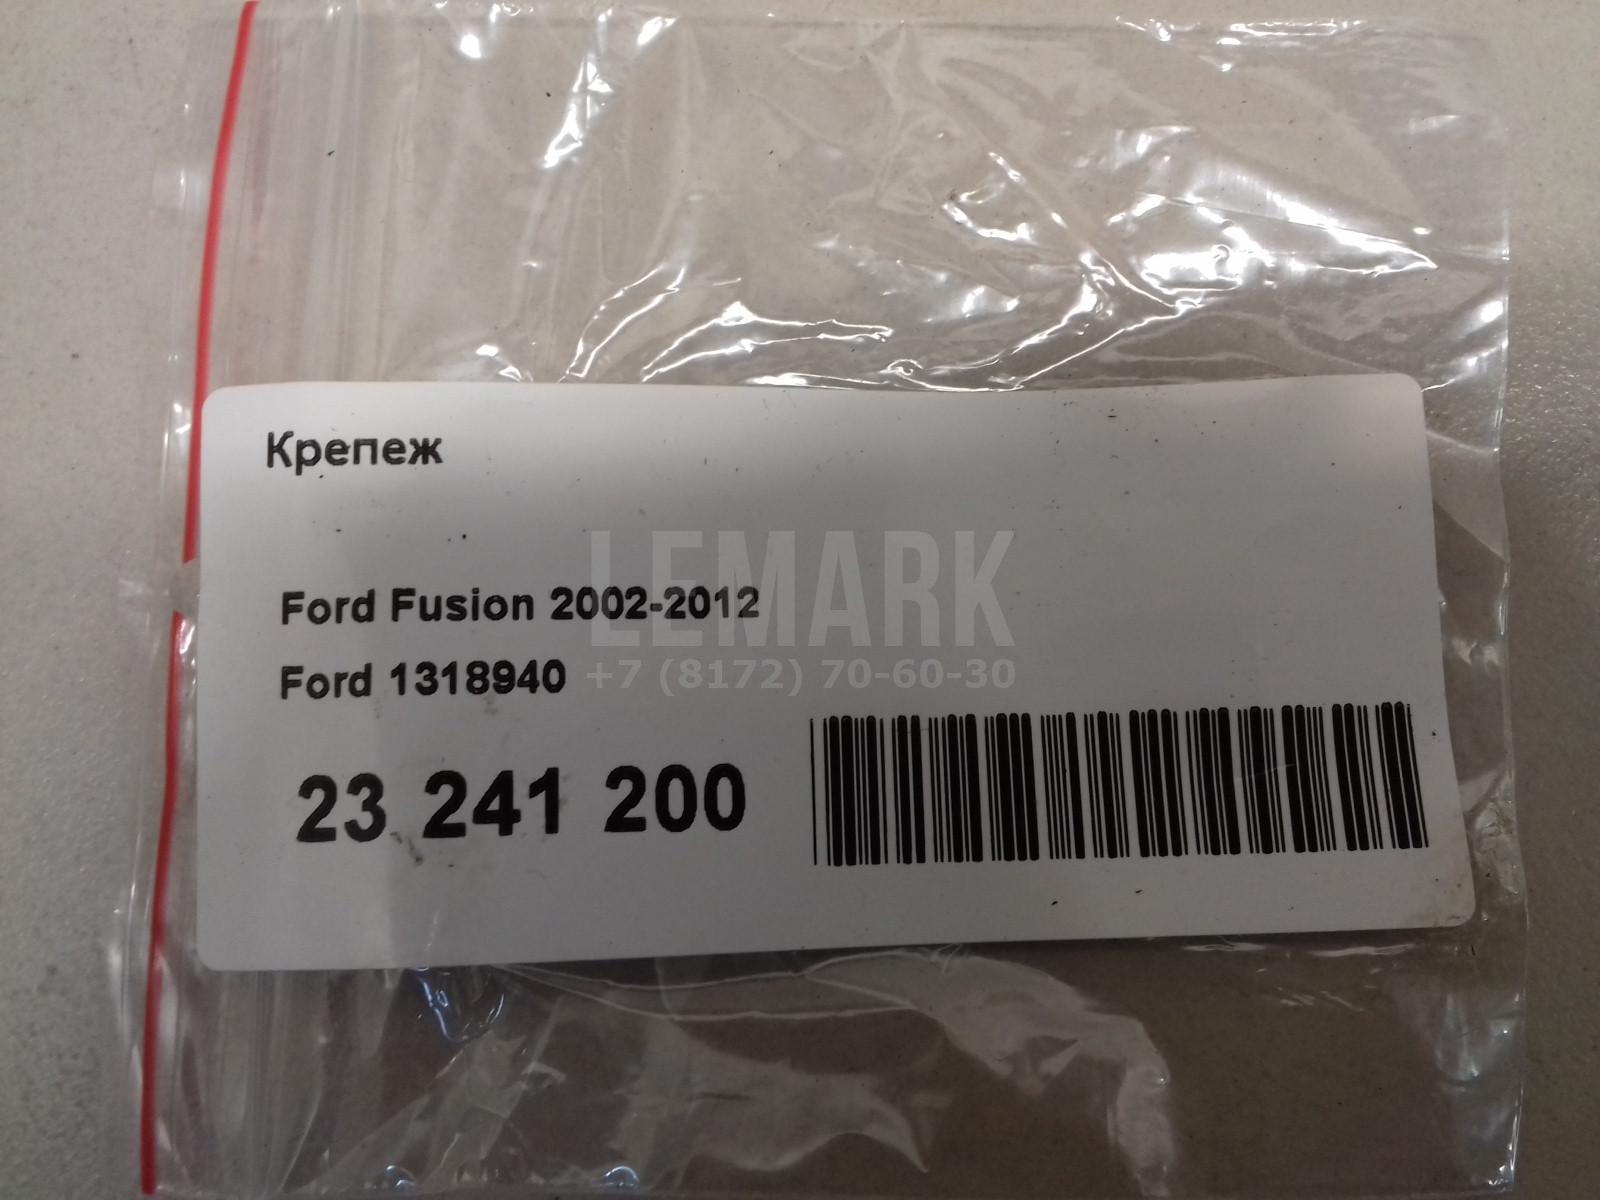 Крепеж
LEMARK
Ford Fusion 2002-2012
Ford 1318940
+7 (8172) 70-60-30
23 241 200